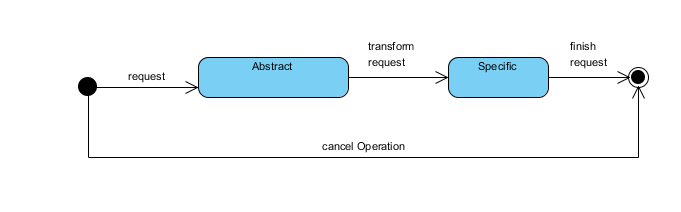 transform
finish
request
Abstract
request
Specific
request
cancel Operation